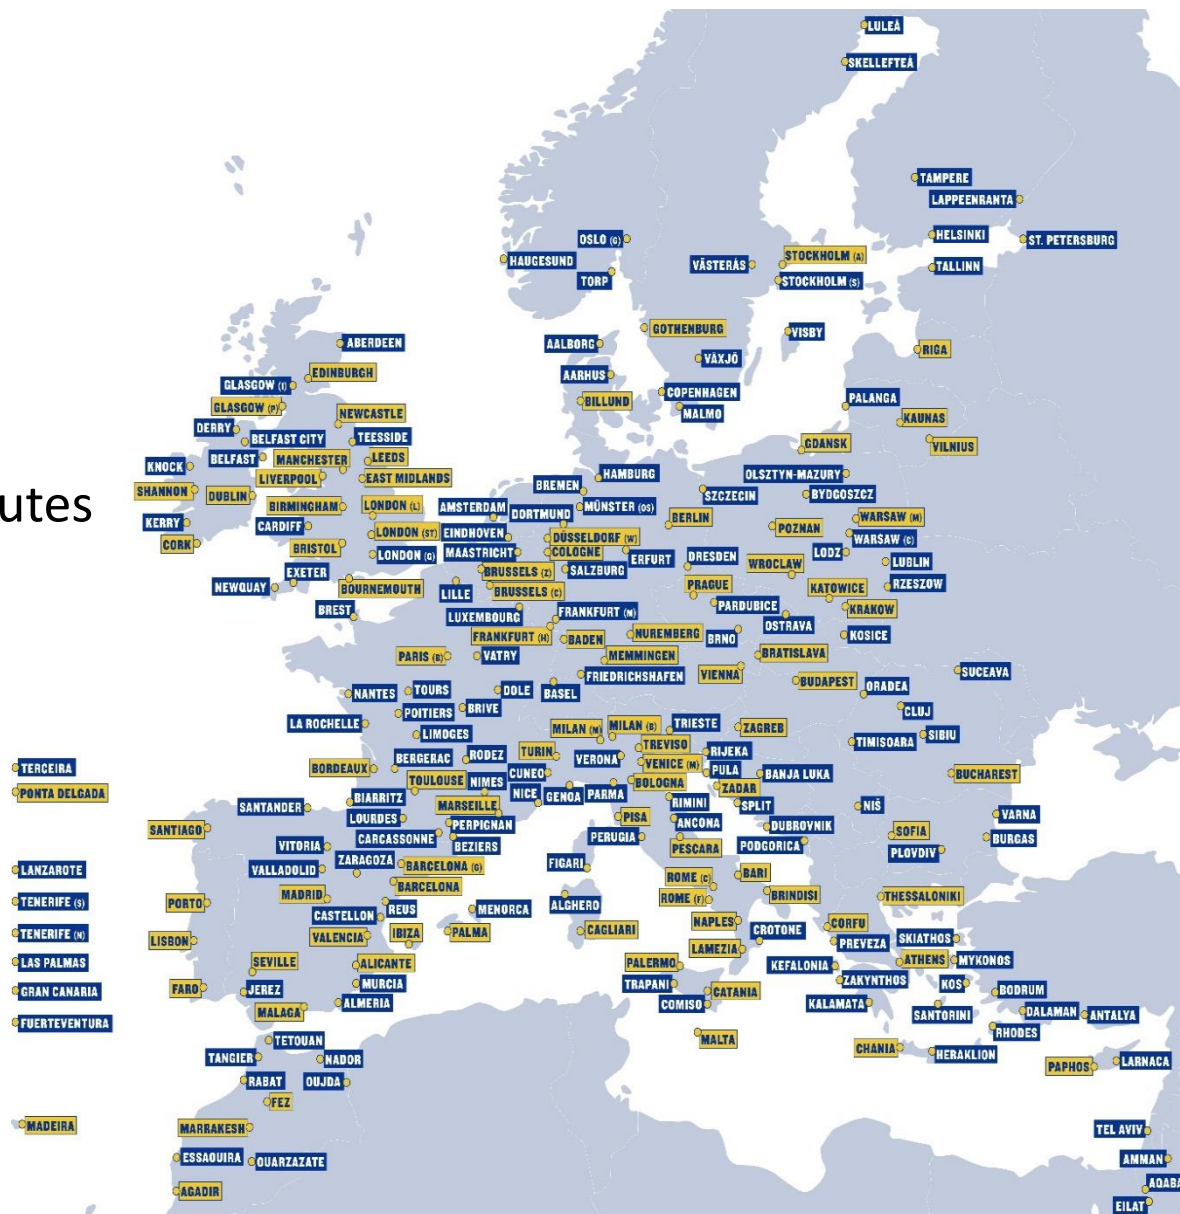 LULEÅ
SKELLEFTEÅ
TAMPERE
LAPPEENRANTA
OSLO (G)
HELSINKI
ST. PETERSBURG
HAUGESUND
VÄSTERÅS
STOCKHOLM (A)
TALLINN
TORP
STOCKHOLM (S)
GOTHENBURG
VISBY
ABERDEEN
AALBORG
VÄXJÖ
RIGA
EDINBURGH
AARHUS
GLASGOW (I)
COPENHAGEN
PALANGA
GLASGOW (P)
BILLUND
MALMO
NEWCASTLE
KAUNAS
DERRY
BELFAST CITY
TEESSIDE
GDANSK
VILNIUS
BELFAST
MANCHESTER
LEEDS
KNOCK
HAMBURG
OLSZTYN-MAZURY
LIVERPOOL
EAST MIDLANDS
BREMEN
SHANNON
DUBLIN
SZCZECIN
BYDGOSZCZ
utes
BIRMINGHAM
LONDON (L)
AMSTERDAM
DORTMUND
MÜNSTER (OS)
BERLIN
WARSAW (M)
KERRY
CARDIFF
LONDON (ST)
EINDHOVEN
DÜSSELDORF (W)
POZNAN
WARSAW (C)
CORK
BRISTOL
LONDON (G)
MAASTRICHT
COLOGNE
ERFURT
DRESDEN
LODZ
LUBLIN
EXETER
BRUSSELS (Z)
SALZBURG
WROCLAW
NEWQUAY
BOURNEMOUTH
LILLE
BRUSSELS (C)
PRAGUE
KATOWICE
RZESZOW
BREST
LUXEMBOURG
FRANKFURT (M)
PARDUBICE
KRAKOW
FRANKFURT (H)
BADEN
NUREMBERG
BRNO
OSTRAVA
KOSICE
PARIS (B)
VATRY
MEMMINGEN
BRATISLAVA
FRIEDRICHSHAFEN
VIENNA
BUDAPEST
SUCEAVA
NANTES
TOURS
DOLE
BASEL
ORADEA
POITIERS
BRIVE
CLUJ
LA ROCHELLE
LIMOGES
MILAN (M)
MILAN (B)
TRIESTE
ZAGREB
TIMISOARA
SIBIU
BERGERAC
RODEZ
TURIN
VERONA
TREVISO
RIJEKA
TERCEIRA
BORDEAUX
TOULOUSE
NIMES
CUNEO
VENICE (M)
PULA
BANJA LUKA
BUCHAREST
PONTA DELGADA
BIARRITZ
NICE
GENOA
PARMA
BOLOGNA
ZADAR
SANTANDER
LOURDES
MARSEILLE
RIMINI
SPLIT
NIŠ
VARNA
SANTIAGO
CARCASSONNE
PERPIGNAN
PISA
ANCONA
DUBROVNIK
SOFIA
BURGAS
VITORIA
BEZIERS
PERUGIA
PESCARA
PODGORICA
PLOVDIV
LANZAROTE
VALLADOLID
ZARAGOZA
BARCELONA (G)
FIGARI
ROME (C)
BARI
TENERIFE (S)
PORTO
MADRID
BARCELONA
ROME (F)
BRINDISI
THESSALONIKI
CASTELLON
REUS
MENORCA
ALGHERO
NAPLES
TENERIFE (N)
LISBON
VALENCIA
IBIZA
PALMA
CAGLIARI
CROTONE
CORFU
PREVEZA
SKIATHOS
LAMEZIA
LAS PALMAS
SEVILLE
ALICANTE
PALERMO
KEFALONIA
ATHENS
MYKONOS
GRAN CANARIA
FARO
JEREZ
MURCIA
TRAPANI
CATANIA
ZAKYNTHOS
KOS
BODRUM
MALAGA
ALMERIA
COMISO
KALAMATA
SANTORINI
DALAMAN
ANTALYA
FUERTEVENTURA
TETOUAN
MALTA
RHODES
TANGIER
NADOR
CHANIA
HERAKLION
PAPHOS
LARNACA
RABAT
OUJDA
FEZ
MADEIRA
MARRAKESH
TEL AVIV
ESSAOUIRA
OUARZAZATE
AMMAN
AGADIR
AQABA
EILAT